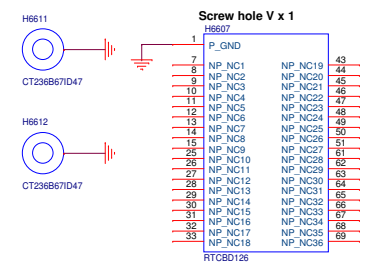 H6611
CT236B67ID47
H6612
CT236B67ID47
Screw hole V x 1
H6607
1 P_GND
7 NP_NC1 NP_NC19 43
8 NP_NC2 NP_NC20 44
9 NP_NC3 NP_NC21 45
10 NP_NC4 NP_NC22 46
11 NP_NC5 NP_NC23 47
12 NP_NC6 NP_NC24 48
13 NP_NC7 NP_NC25 49
14 NP_NC8 NP_NC26 50
15 NP_NC9 NP_NC27 51
25 NP_NC10 NP_NC28 61
26 NP_NC11 NP_NC29 62
27 NP_NC12 NP_NC30 63
28 NP_NC13 NP_NC31 64
29 NP_NC14 NP_NC32 65
30 NP_NC15 NP_NC33 66
31 NP_NC16 NP_NC34 67
32 NP_NC17 NP_NC35 68
33 NP_NC18 NP_NC36 69
RTCBD126